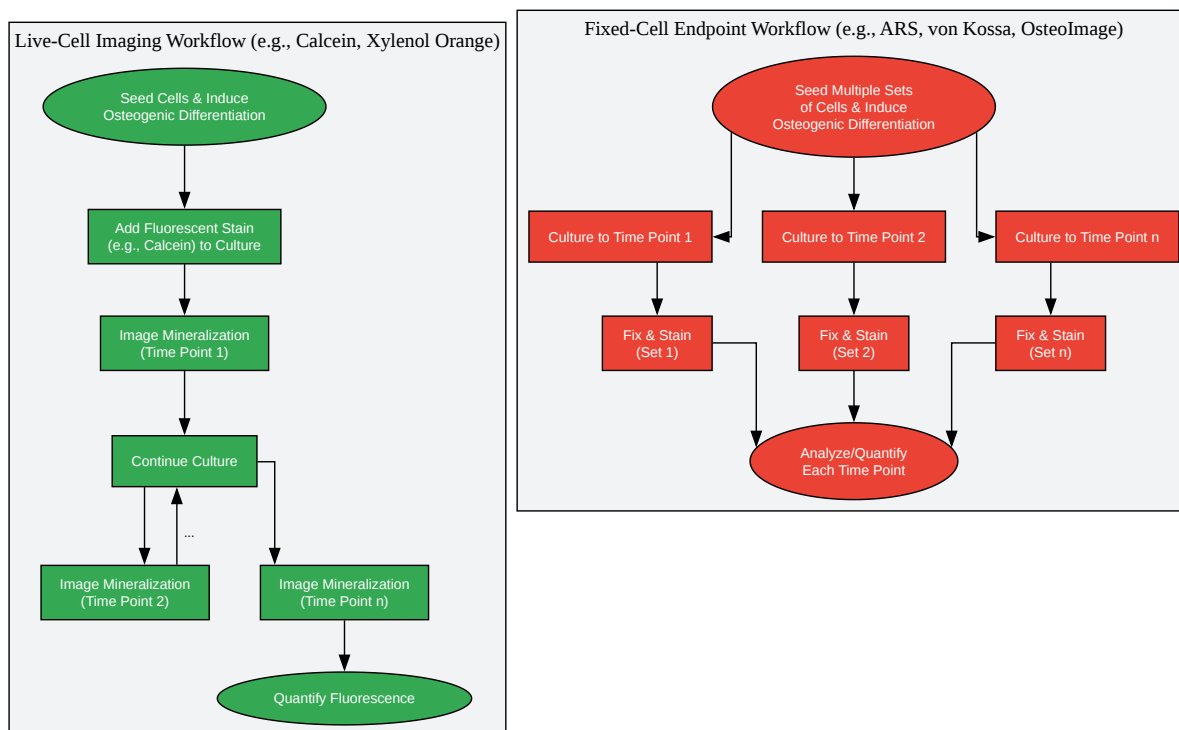 Live-Cell Imaging Workflow (e.g., Calcein, Xylenol Orange)
Seed Cells & Induce
Osteogenic Differentiation
Add Fluorescent Stain
(e.g., Calcein) to Culture
Image Mineralization
(Time Point 1)
Continue Culture
...
Image Mineralization
(Time Point 2)
Image Mineralization
(Time Point n)
Quantify Fluorescence
Fixed-Cell Endpoint Workflow (e.g., ARS, von Kossa, OsteoImage)
Seed Multiple Sets
of Cells & Induce
Osteogenic Differentiation
Culture to Time Point 1
Culture to Time Point 2
Culture to Time Point n
Fix & Stain
(Set 1)
Fix & Stain
(Set 2)
Fix & Stain
(Set n)
Analyze/Quantify
Each Time Point